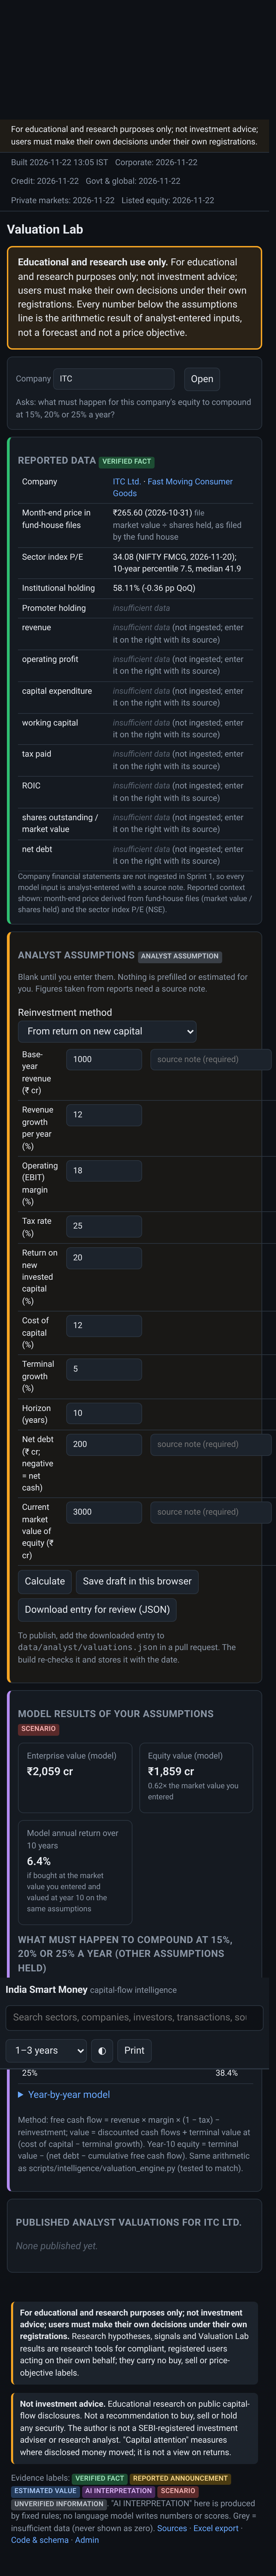 For educational and research purposes only; not investment advice;
users must make their own decisions under their own registrations.
Built 2026-11-22 13:05 IST Corporate: 2026-11-22
Credit: 2026-11-22 Govt & global: 2026-11-22
Private markets: 2026-11-22 Listed equity: 2026-11-22
Valuation Lab
Educational and research use only. For educational
and research purposes only; not investment advice;
users must make their own decisions under their own
registrations. Every number below the assumptions
line is the arithmetic result of analyst-entered inputs,
not a forecast and not a price objective.
Company ITC Open
Asks: what must happen for this company's equity to compound
at 15%, 20% or 25% a year?
REPORTED DATA VERIFIED FACT
Company ITC Ltd. · Fast Moving Consumer
Goods
Month-end price in ₹265.60 (2026-10-31) file
fund-house files market value ÷ shares held, as filed
by the fund house
Sector index P/E 34.08 (NIFTY FMCG, 2026-11-20);
10-year percentile 7.5, median 41.9
Institutional holding 58.11% (-0.36 pp QoQ)
Promoter holding insufficient data
revenue insufficient data (not ingested; enter
it on the right with its source)
operating profit insufficient data (not ingested; enter
it on the right with its source)
capital expenditure insufficient data (not ingested; enter
it on the right with its source)
working capital insufficient data (not ingested; enter
it on the right with its source)
tax paid insufficient data (not ingested; enter
it on the right with its source)
ROIC insufficient data (not ingested; enter
it on the right with its source)
shares outstanding / insufficient data (not ingested; enter
market value it on the right with its source)
net debt insufficient data (not ingested; enter
it on the right with its source)
Company financial statements are not ingested in Sprint 1, so every
model input is analyst-entered with a source note. Reported context
shown: month-end price derived from fund-house files (market value /
shares held) and the sector index P/E (NSE).
ANALYST ASSUMPTIONS ANALYST ASSUMPTION
Blank until you enter them. Nothing is prefilled or estimated for
you. Figures taken from reports need a source note.
Reinvestment method
From return on new capital
Base-
year
revenue
(₹ cr)
1000 source note (required)
Revenue
growth
per year
(%)
12
Operating
(EBIT)
margin
(%)
18
Tax rate
(%)
25
Return on
new
invested
capital
(%)
20
Cost of
capital
(%)
12
Terminal
growth
(%)
5
Horizon
(years)
10
Net debt
(₹ cr;
negative
= net
cash)
200 source note (required)
Current
market
value of
equity (₹
cr)
3000 source note (required)
Calculate Save draft in this browser
Download entry for review (JSON)
To publish, add the downloaded entry to
data/analyst/valuations.json in a pull request. The
build re-checks it and stores it with the date.
MODEL RESULTS OF YOUR ASSUMPTIONS
SCENARIO
Enterprise value (model)
₹2,059 cr
Equity value (model)
₹1,859 cr
0.62× the market value you
entered
Model annual return over
10 years
6.4%
if bought at the market
value you entered and
valued at year 10 on the
same assumptions
WHAT MUST HAPPEN TO COMPOUND AT 15%,
20% OR 25% A YEAR (OTHER ASSUMPTIONS
HELD)
India Smart Money capital-flow intelligence
Search sectors, companies, investors, transactions, so
1–3 years ◐ Print
25% 38.4%
▶ Year-by-year model
Method: free cash flow = revenue × margin × (1 − tax) −
reinvestment; value = discounted cash flows + terminal value at
(cost of capital − terminal growth). Year-10 equity = terminal
value − (net debt − cumulative free cash flow). Same arithmetic
as scripts/intelligence/valuation_engine.py (tested to match).
PUBLISHED ANALYST VALUATIONS FOR ITC LTD.
None published yet.
For educational and research purposes only; not investment
advice; users must make their own decisions under their own
registrations. Research hypotheses, signals and Valuation Lab
results are research tools for compliant, registered users
acting on their own behalf; they carry no buy, sell or price-
objective labels.
Not investment advice. Educational research on public capital-
flow disclosures. Not a recommendation to buy, sell or hold
any security. The author is not a SEBI-registered investment
adviser or research analyst. "Capital attention" measures
where disclosed money moved; it is not a view on returns.
Evidence labels: VERIFIED FACT REPORTED ANNOUNCEMENT
ESTIMATED VALUE AI INTERPRETATION SCENARIO
UNVERIFIED INFORMATION. "AI INTERPRETATION" here is produced
by fixed rules; no language model writes numbers or scores. Grey =
insufficient data (never shown as zero). Sources · Excel export ·
Code & schema · Admin